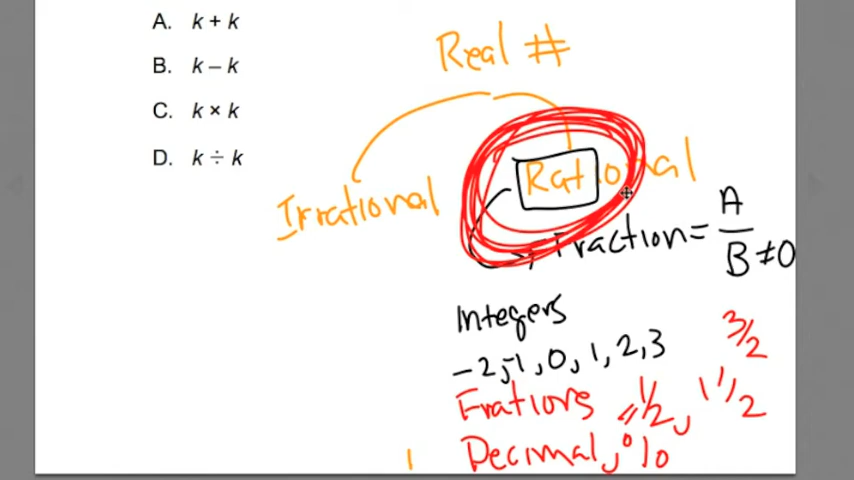 A. k + k
B. k – k
C. k × k
D. k ÷ k
Real #
Irrational Rational
Fraction = A/B≠0
Integers
-2,-1,0,1,2,3
3/2
Frations 1/2, 1 1/2
Decimal, %